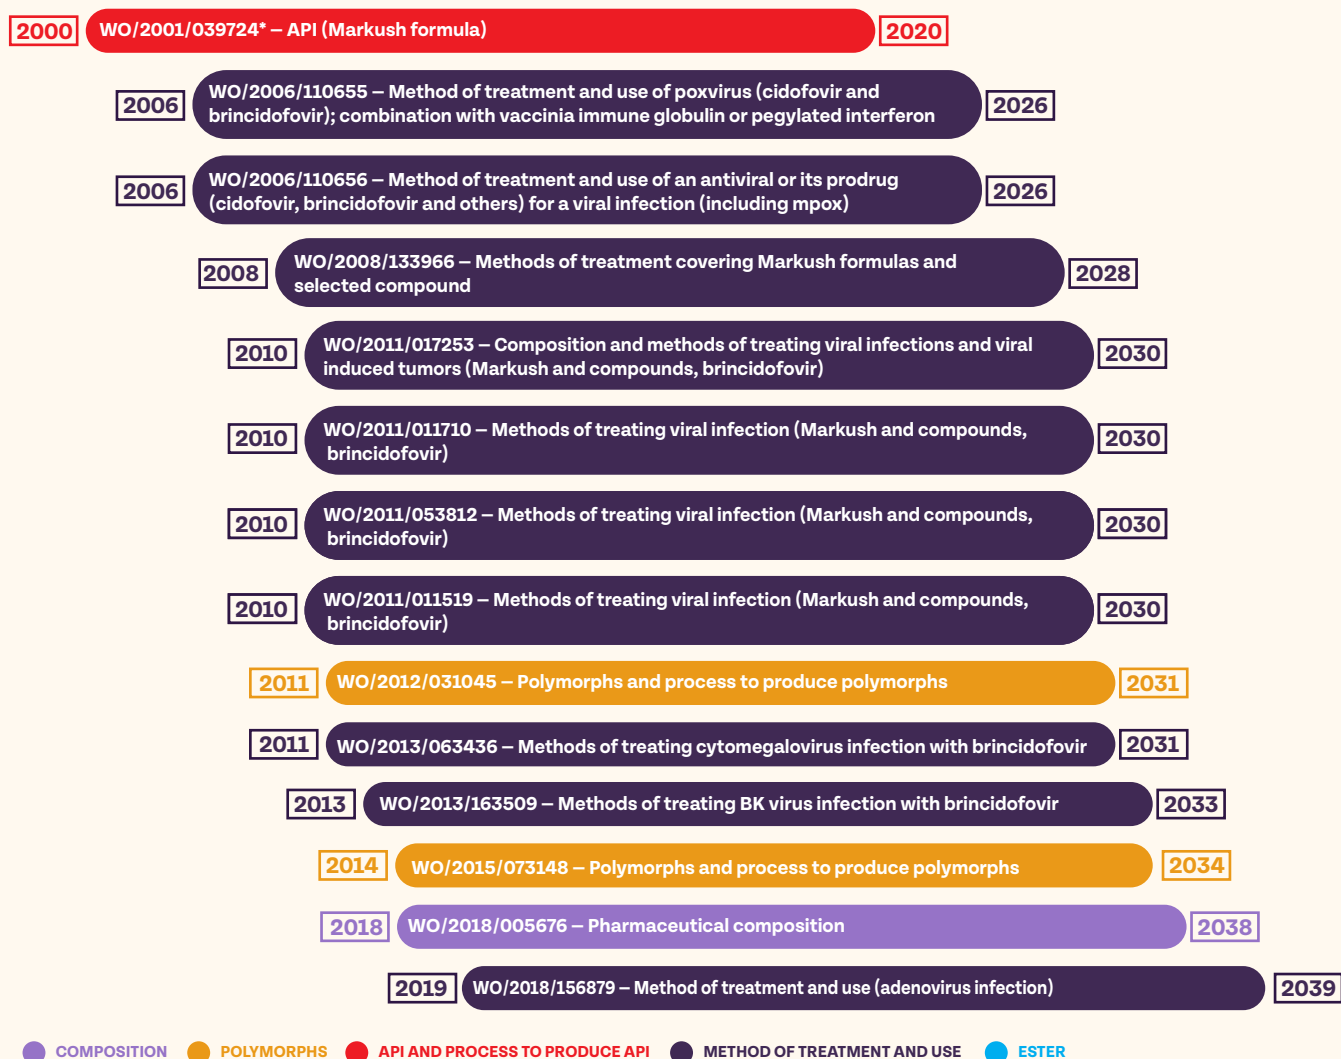 2000 WO/2001/039724* – API (Markush formula) 2020
2006 WO/2006/110655 – Method of treatment and use of poxvirus (cidofovir and
brincidofovir); combination with vaccinia immune globulin or pegylated interferon 2026
2006 WO/2006/110656 – Method of treatment and use of an antiviral or its prodrug
(cidofovir, brincidofovir and others) for a viral infection (including mpox) 2026
2008 WO/2008/133966 – Methods of treatment covering Markush formulas and
selected compound 2028
2010 WO/2011/017253 – Composition and methods of treating viral infections and viral
induced tumors (Markush and compounds, brincidofovir) 2030
2010 WO/2011/011710 – Methods of treating viral infection (Markush and compounds,
brincidofovir) 2030
2010 WO/2011/053812 – Methods of treating viral infection (Markush and compounds,
brincidofovir) 2030
2010 WO/2011/011519 – Methods of treating viral infection (Markush and compounds,
brincidofovir) 2030
2011 WO/2012/031045 – Polymorphs and process to produce polymorphs 2031
2011 WO/2013/063436 – Methods of treating cytomegalovirus infection with brincidofovir 2031
2013 WO/2013/163509 – Methods of treating BK virus infection with brincidofovir 2033
2014 WO/2015/073148 – Polymorphs and process to produce polymorphs 2034
2018 WO/2018/005676 – Pharmaceutical composition 2038
2019 WO/2018/156879 – Method of treatment and use (adenovirus infection) 2039
COMPOSITION POLYMORPHS API AND PROCESS TO PRODUCE API METHOD OF TREATMENT AND USE ESTER